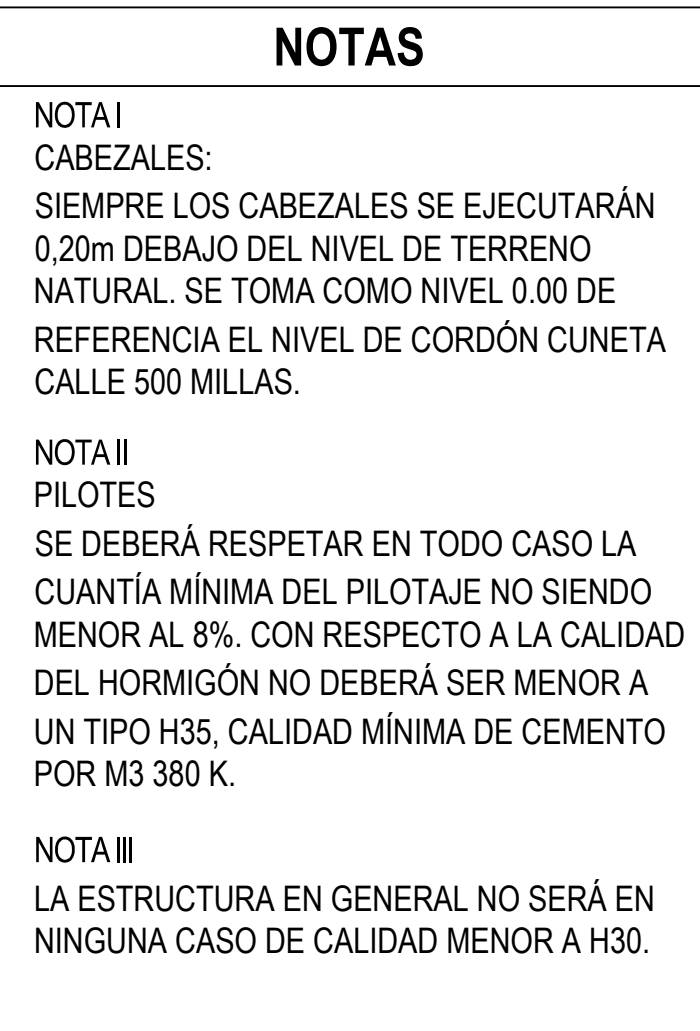 NOTAS
NOTA I
CABEZALES:
SIEMPRE LOS CABEZALES SE EJECUTARÁN
0,20m DEBAJO DEL NIVEL DE TERRENO
NATURAL. SE TOMA COMO NIVEL 0.00 DE
REFERENCIA EL NIVEL DE CORDÓN CUNETA
CALLE 500 MILLAS.
NOTA II
PILOTES
SE DEBERÁ RESPETAR EN TODO CASO LA
CUANTÍA MÍNIMA DEL PILOTAJE NO SIENDO
MENOR AL 8%. CON RESPECTO A LA CALIDAD
DEL HORMIGÓN NO DEBERÁ SER MENOR A
UN TIPO H35, CALIDAD MÍNIMA DE CEMENTO
POR M3 380 K.
NOTA III
LA ESTRUCTURA EN GENERAL NO SERÁ EN
NINGUNA CASO DE CALIDAD MENOR A H30.